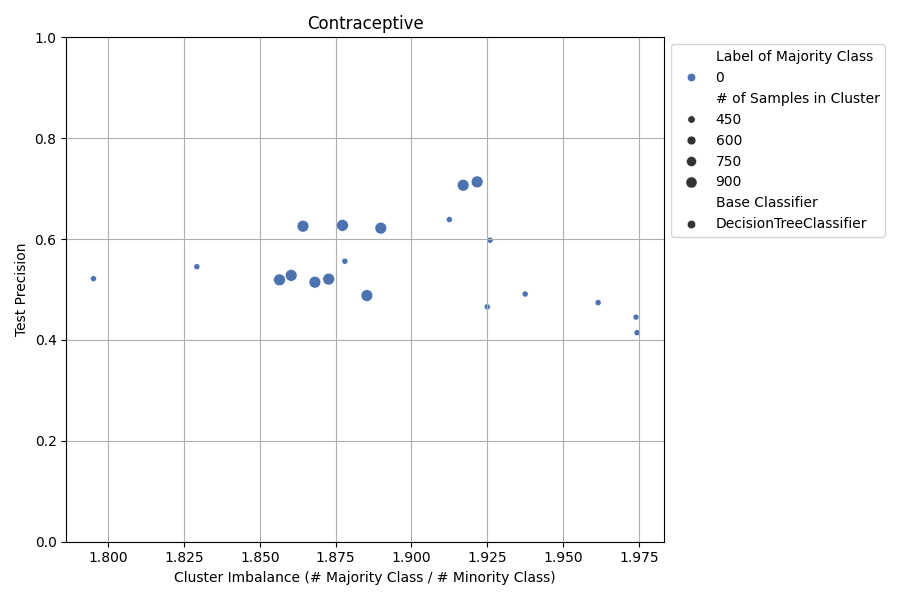 Contraceptive
1.0
0.8
0.6
0.4
0.2
0.0
Test Precision
1.800
1.825
1.850
1.875
1.900
1.925
1.950
1.975
Cluster Imbalance (# Majority Class / # Minority Class)
Label of Majority Class
0
# of Samples in Cluster
450
600
750
900
Base Classifier
DecisionTreeClassifier